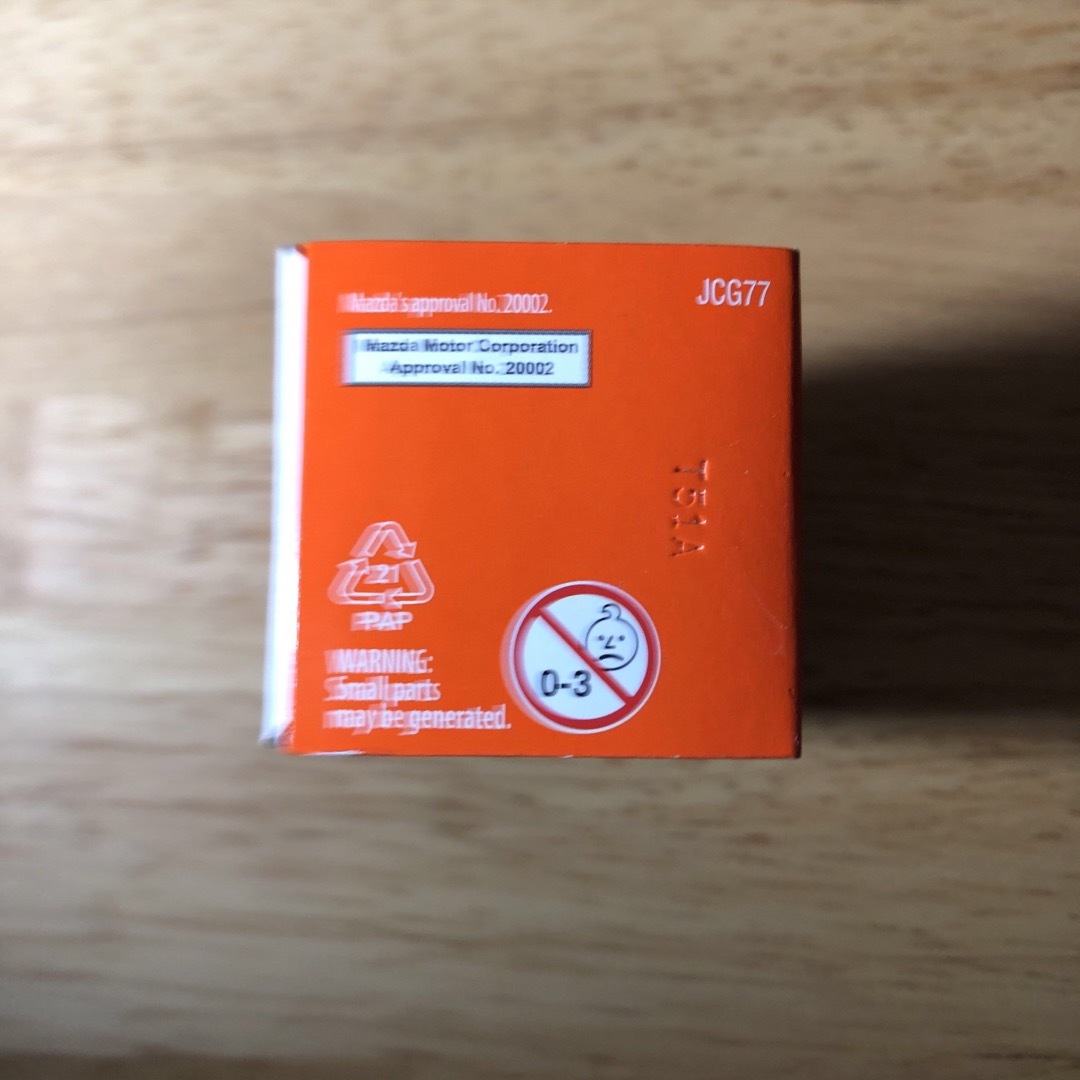 Mazda's approval No. 20002.
JCG77
Mazda Motor Corporation
Approval No. 20002
T51A
21
PAP
WARNING:
Small parts
may be generated.
0-3